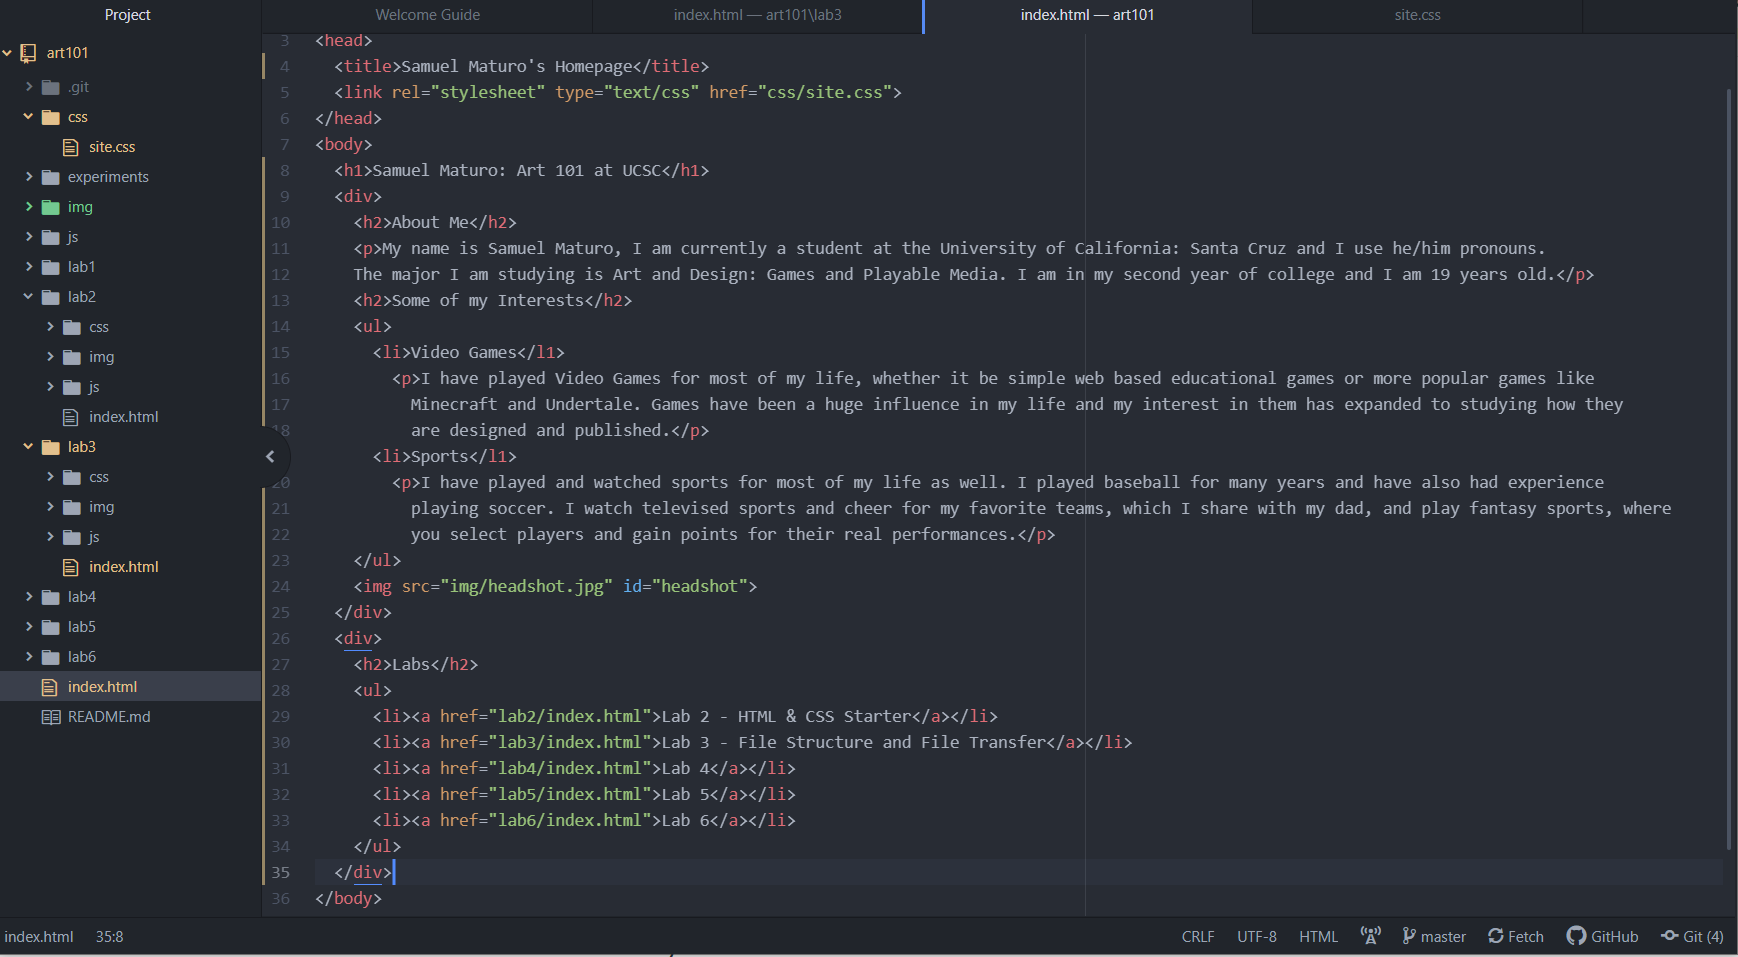 Project
Welcome Guide
index.html — art101\lab3
index.html — art101
site.css
art101
.git
css
site.css
experiments
img
js
lab1
lab2
css
img
js
index.html
lab3
css
img
js
index.html
lab4
lab5
lab6
index.html
README.md
3 <head>
4 <title>Samuel Maturo's Homepage</title>
5 <link rel="stylesheet" type="text/css" href="css/site.css">
6 </head>
7 <body>
8 <h1>Samuel Maturo: Art 101 at UCSC</h1>
9 <div>
10 <h2>About Me</h2>
11 <p>My name is Samuel Maturo, I am currently a student at the University of California: Santa Cruz and I use he/him pronouns.
12 The major I am studying is Art and Design: Games and Playable Media. I am in my second year of college and I am 19 years old.</p>
13 <h2>Some of my Interests</h2>
14 <ul>
15 <li>Video Games</l1>
16 <p>I have played Video Games for most of my life, whether it be simple web based educational games or more popular games like
17 Minecraft and Undertale. Games have been a huge influence in my life and my interest in them has expanded to studying how they
18 are designed and published.</p>
<li>Sports</l1>
20 <p>I have played and watched sports for most of my life as well. I played baseball for many years and have also had experience
21 playing soccer. I watch televised sports and cheer for my favorite teams, which I share with my dad, and play fantasy sports, where
22 you select players and gain points for their real performances.</p>
23 </ul>
24 <img src="img/headshot.jpg" id="headshot">
25 </div>
26 <div>
27 <h2>Labs</h2>
28 <ul>
29 <li><a href="lab2/index.html">Lab 2 - HTML & CSS Starter</a></li>
30 <li><a href="lab3/index.html">Lab 3 - File Structure and File Transfer</a></li>
31 <li><a href="lab4/index.html">Lab 4</a></li>
32 <li><a href="lab5/index.html">Lab 5</a></li>
33 <li><a href="lab6/index.html">Lab 6</a></li>
34 </ul>
35 </div>
36 </body>
index.html 35:8 CRLF UTF-8 HTML master Fetch GitHub Git (4)